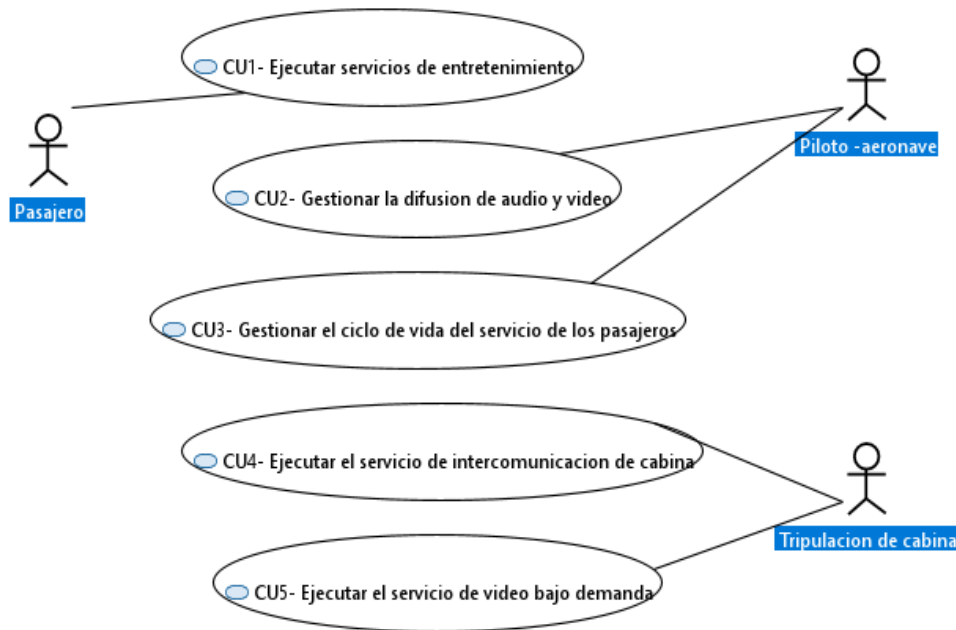 CU1- Ejecutar servicios de entretenimiento
Pasajero
Piloto -aeronave
CU2- Gestionar la difusion de audio y video
CU3- Gestionar el ciclo de vida del servicio de los pasajeros
CU4- Ejecutar el servicio de intercomunicacion de cabina
Tripulacion de cabina
CU5- Ejecutar el servicio de video bajo demanda